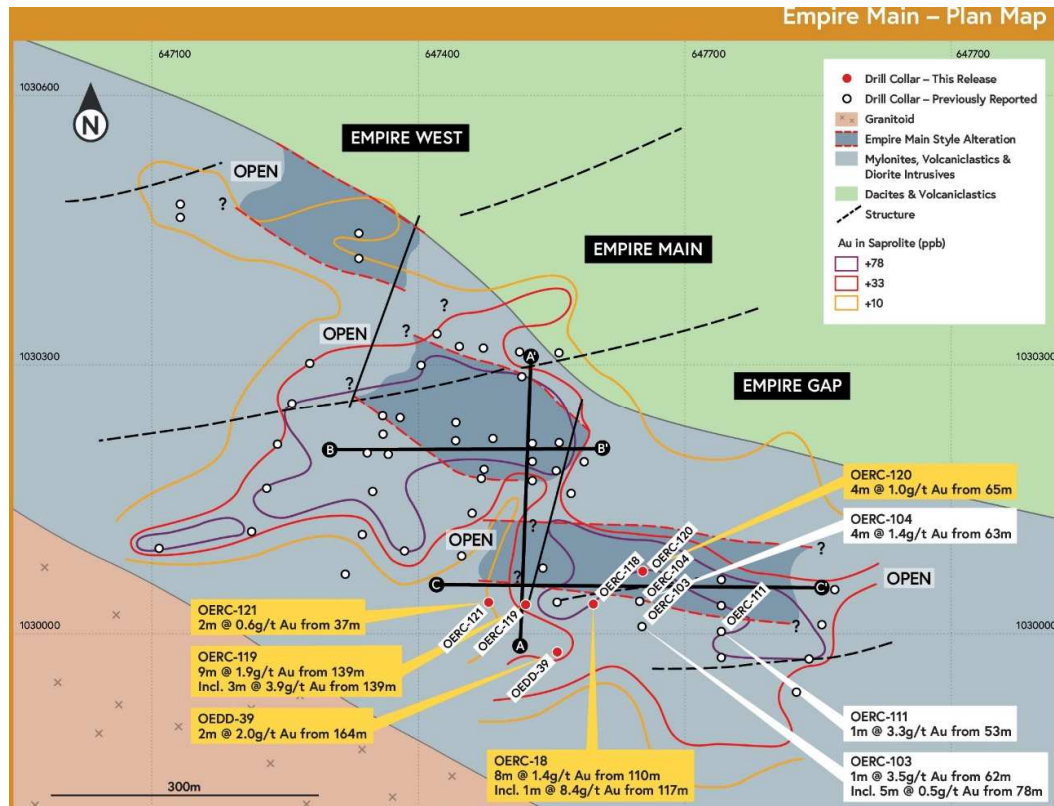 Empire Main – Plan Map
647100
647400
647700
647700
1030600
N
EMPIRE WEST
Drill Collar – This Release
Drill Collar – Previously Reported
Granitoid
Empire Main Style Alteration
Mylonites, Volcaniclastics &
Diorite Intrusives
Dacites & Volcaniclastics
Structure
Au in Saprolite (ppb)
+78
+33
+10
OPEN
?
EMPIRE MAIN
?
OPEN
?
1030300
A'
1030300
EMPIRE GAP
?
B
B'
OERC-120
4m @ 1.0g/t Au from 65m
OERC-104
4m @ 1.4g/t Au from 63m
OPEN
?
?
?
C
C'
OPEN
OERC-118
OERC-120
OERC-104
OERC-103
OERC-111
OERC-121
OERC-119
?
1030000
1030000
A
OEDD-39
OERC-121
2m @ 0.6g/t Au from 37m
OERC-119
9m @ 1.9g/t Au from 139m
Incl. 3m @ 3.9g/t Au from 139m
OEDD-39
2m @ 2.0g/t Au from 164m
OERC-18
8m @ 1.4g/t Au from 110m
Incl. 1m @ 8.4g/t Au from 117m
OERC-111
1m @ 3.3g/t Au from 53m
OERC-103
1m @ 3.5g/t Au from 62m
Incl. 5m @ 0.5g/t Au from 78m
300m